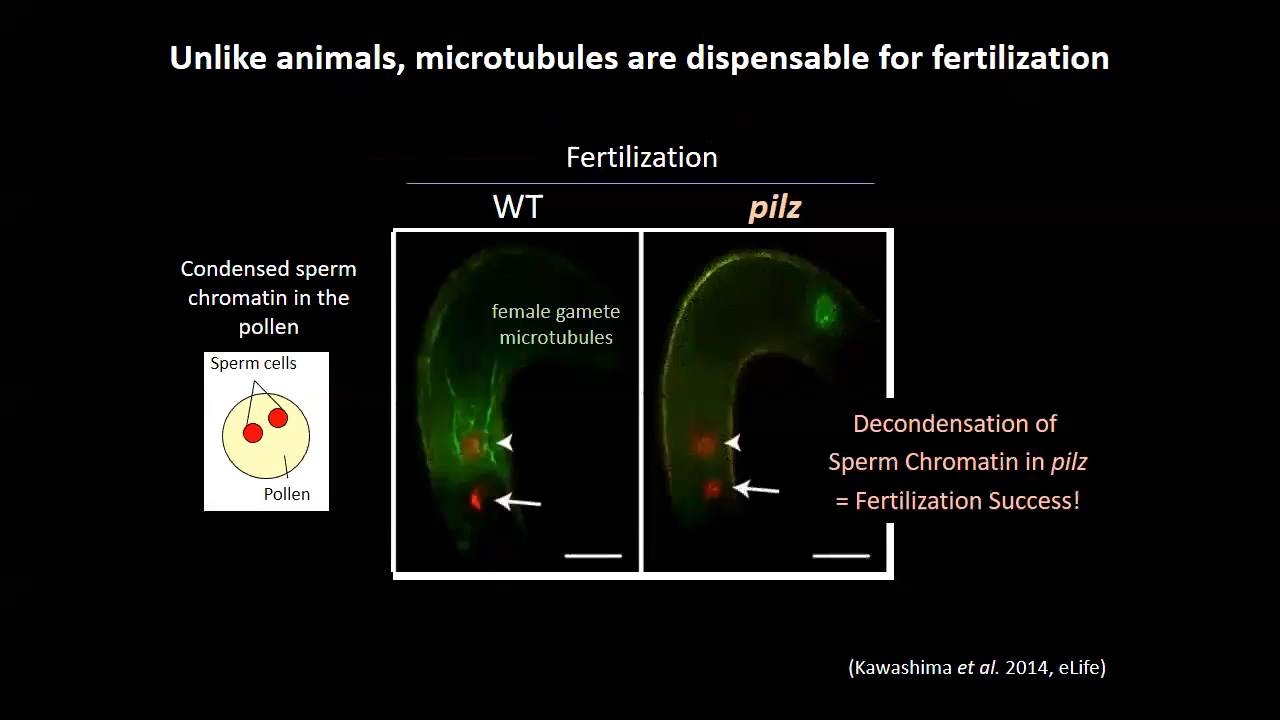 Unlike animals, microtubules are dispensable for fertilization
Fertilization
WT
pilz
Condensed sperm
chromatin in the
pollen
female gamete
microtubules
Sperm cells
Pollen
Decondensation of
Sperm Chromatin in pilz
= Fertilization Success!
(Kawashima et al. 2014, eLife)